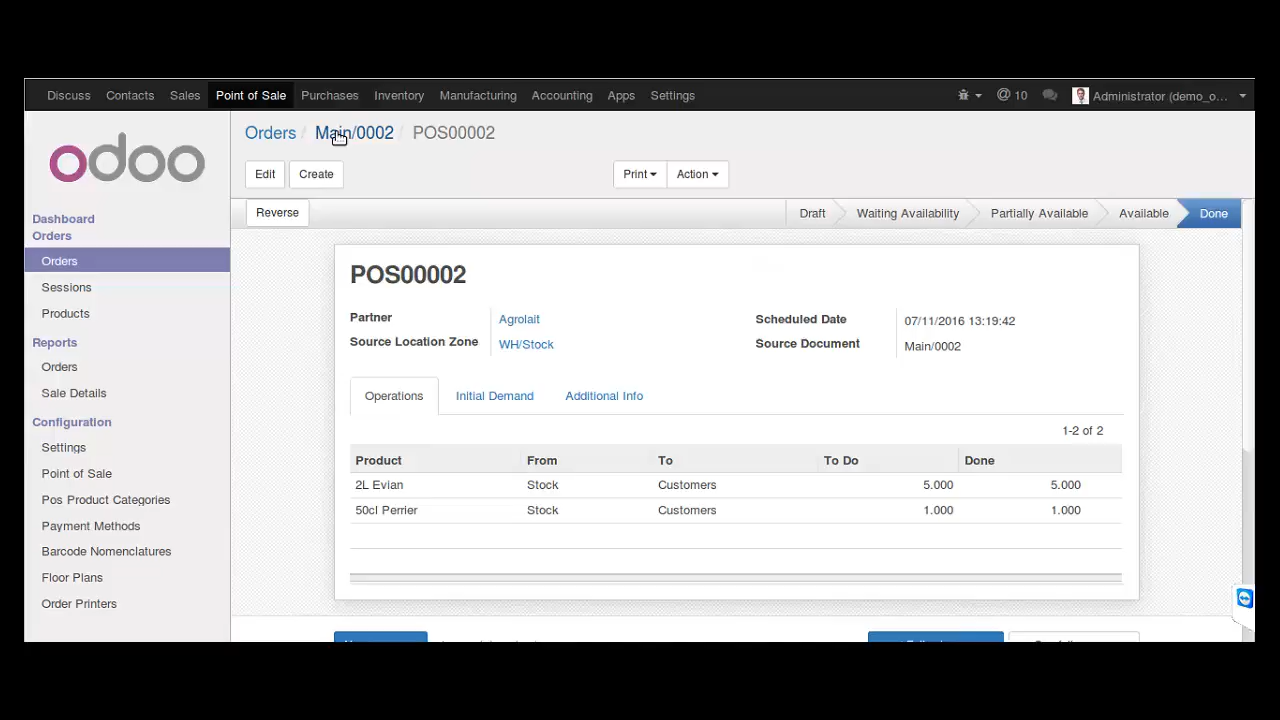 Discuss Contacts Sales Point of Sale Purchases Inventory Manufacturing Accounting Apps Settings @ 10 Administrator (demo_o...
odoo
Orders / Main/0002 / POS00002
Edit Create Print Action
Reverse Draft Waiting Availability Partially Available Available Done
Dashboard
Orders
Orders
Sessions
Products
Reports
Orders
Sale Details
Configuration
Settings
Point of Sale
Pos Product Categories
Payment Methods
Barcode Nomenclatures
Floor Plans
Order Printers
POS00002
Partner Agrolait Scheduled Date 07/11/2016 13:19:42
Source Location Zone WH/Stock Source Document Main/0002
Operations Initial Demand Additional Info
1-2 of 2
Product From To To Do Done
2L Evian Stock Customers 5.000 5.000
50cl Perrier Stock Customers 1.000 1.000